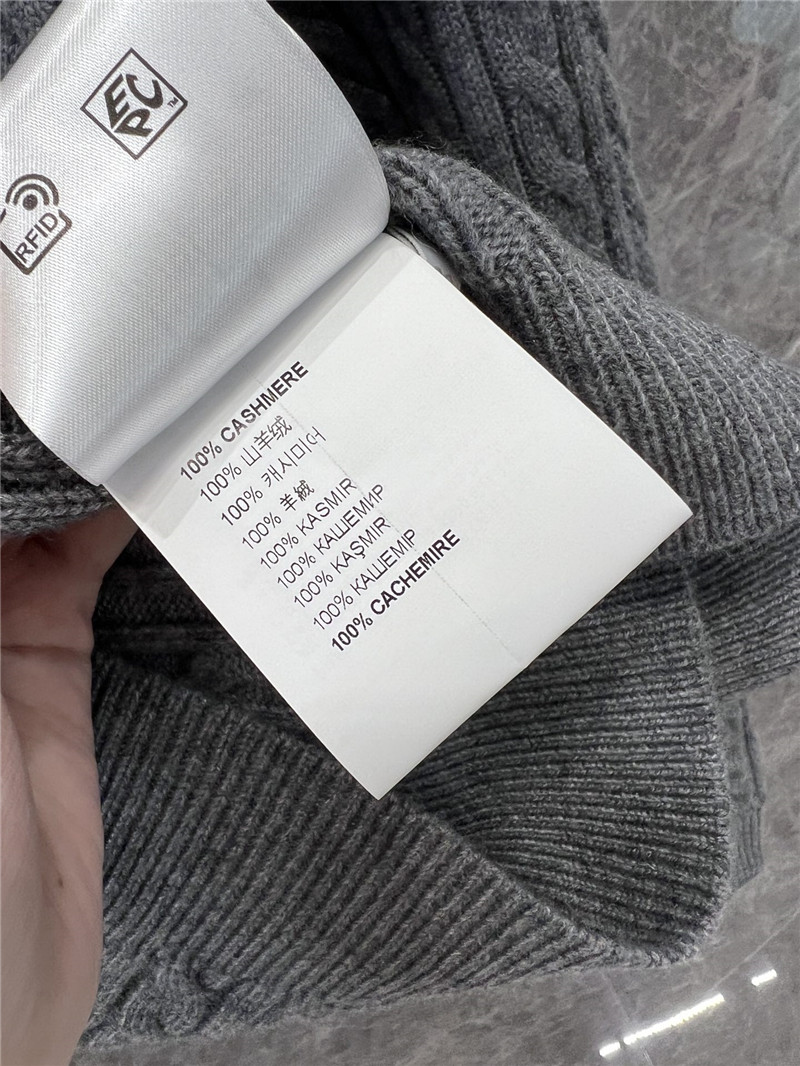 EPC™
RFID
100% CASHMERE
100% 山羊绒
100% 캐시미어
100% 羊絨
100% KASMIR
100% КАШЕМИР
100% KAŞMIR
100% КАШЕМІР
100% CACHEMIRE